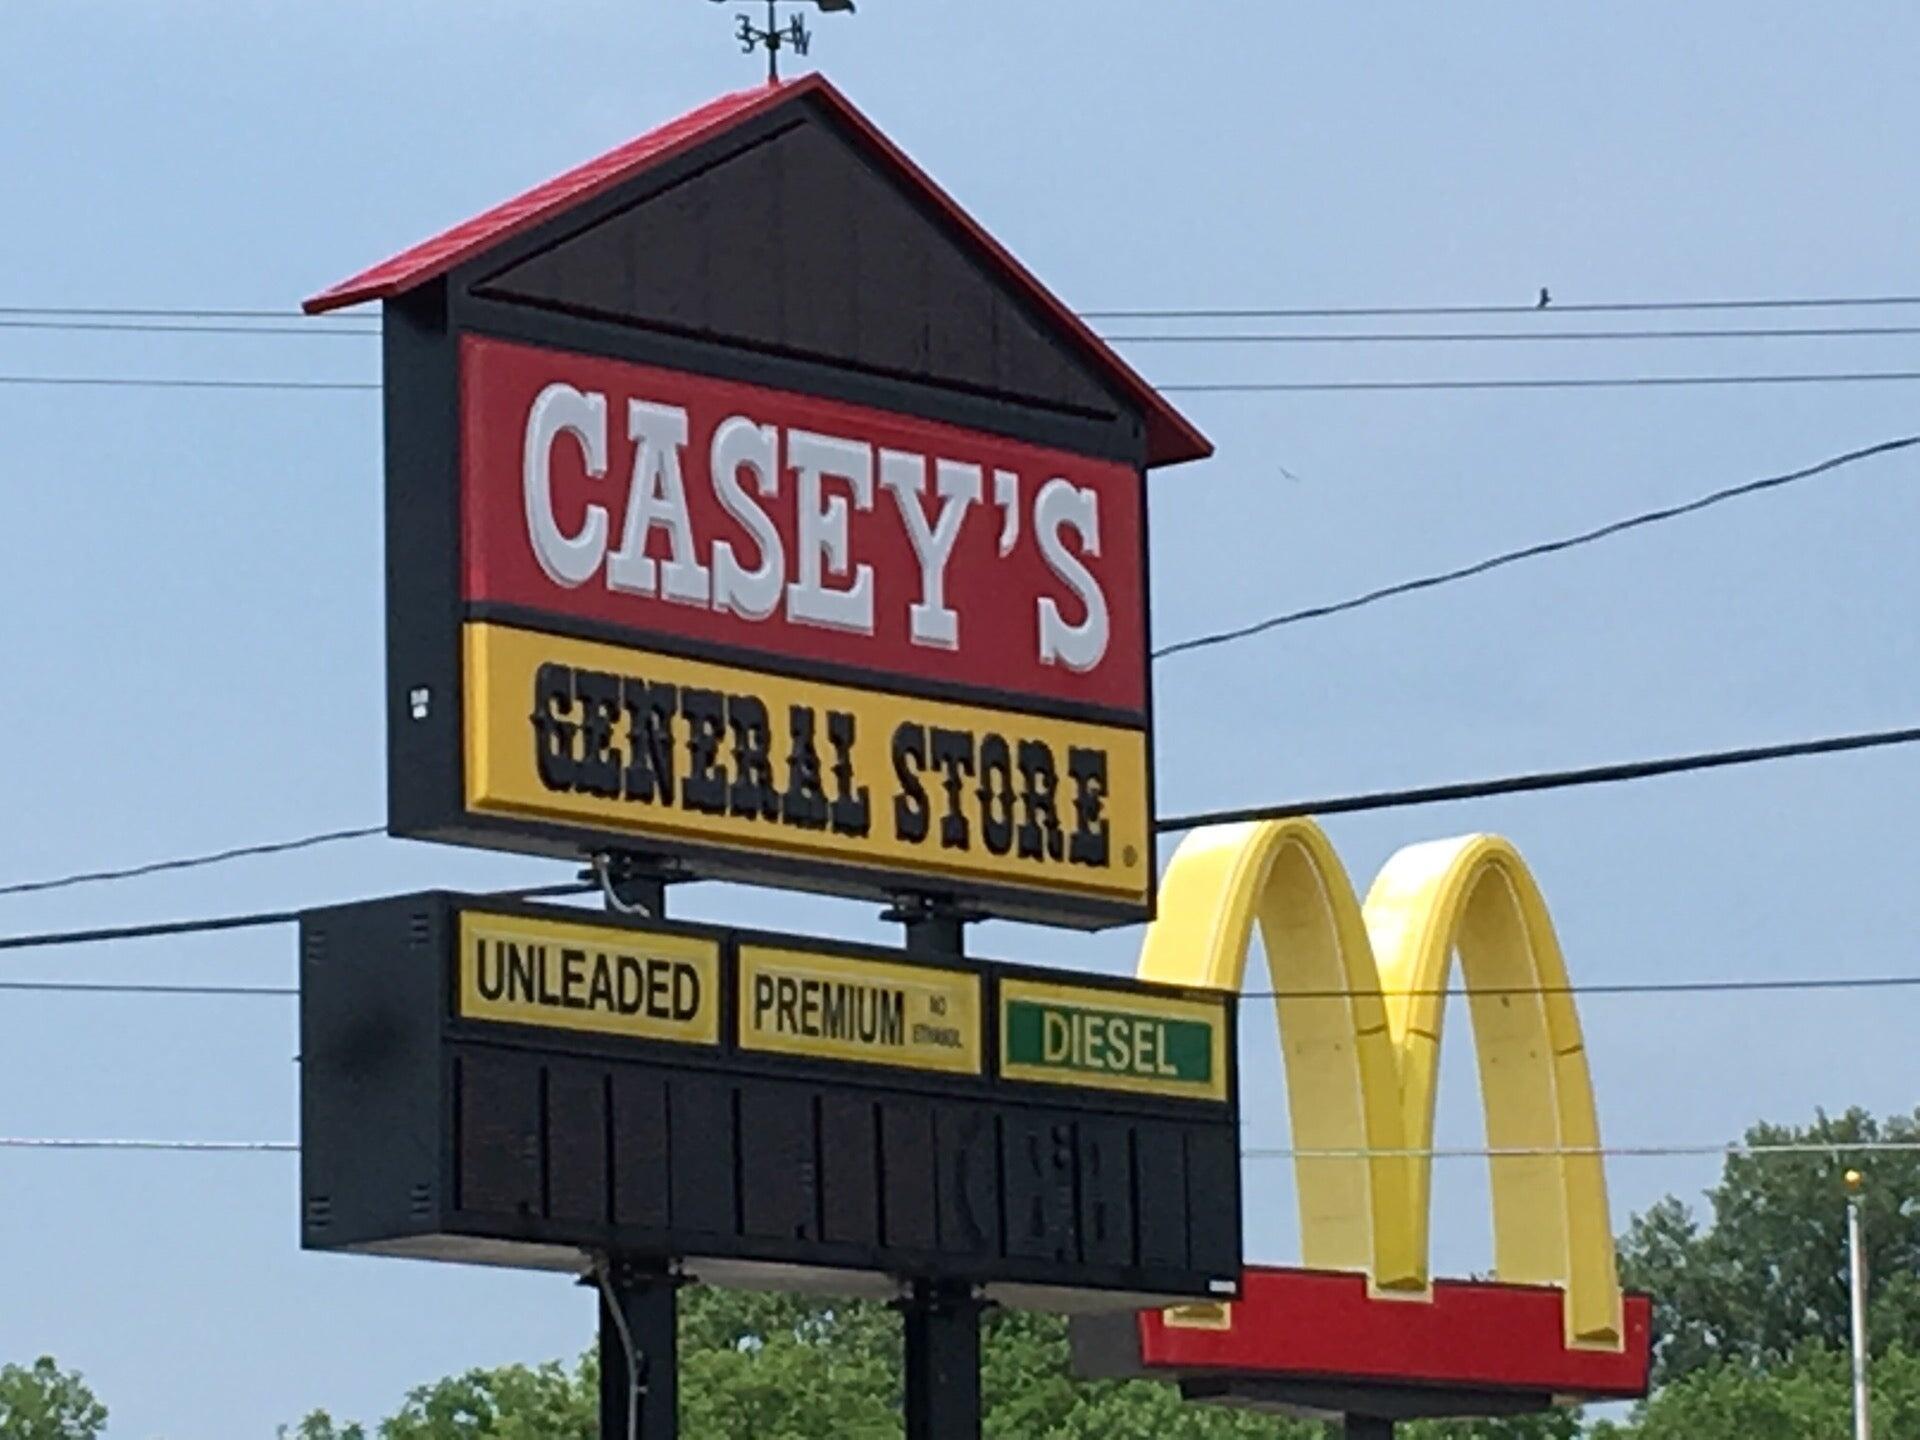 CASEY'S
GENERAL STORE
UNLEADED
PREMIUM NO
ETHANOL
DIESEL